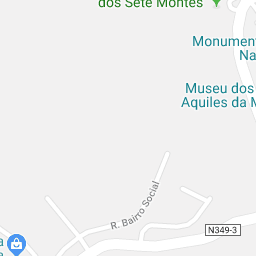 dos Sete Montes
Monument
Na
Museu dos
Aquiles da M
R. Bairro Social
N349-3
a
a